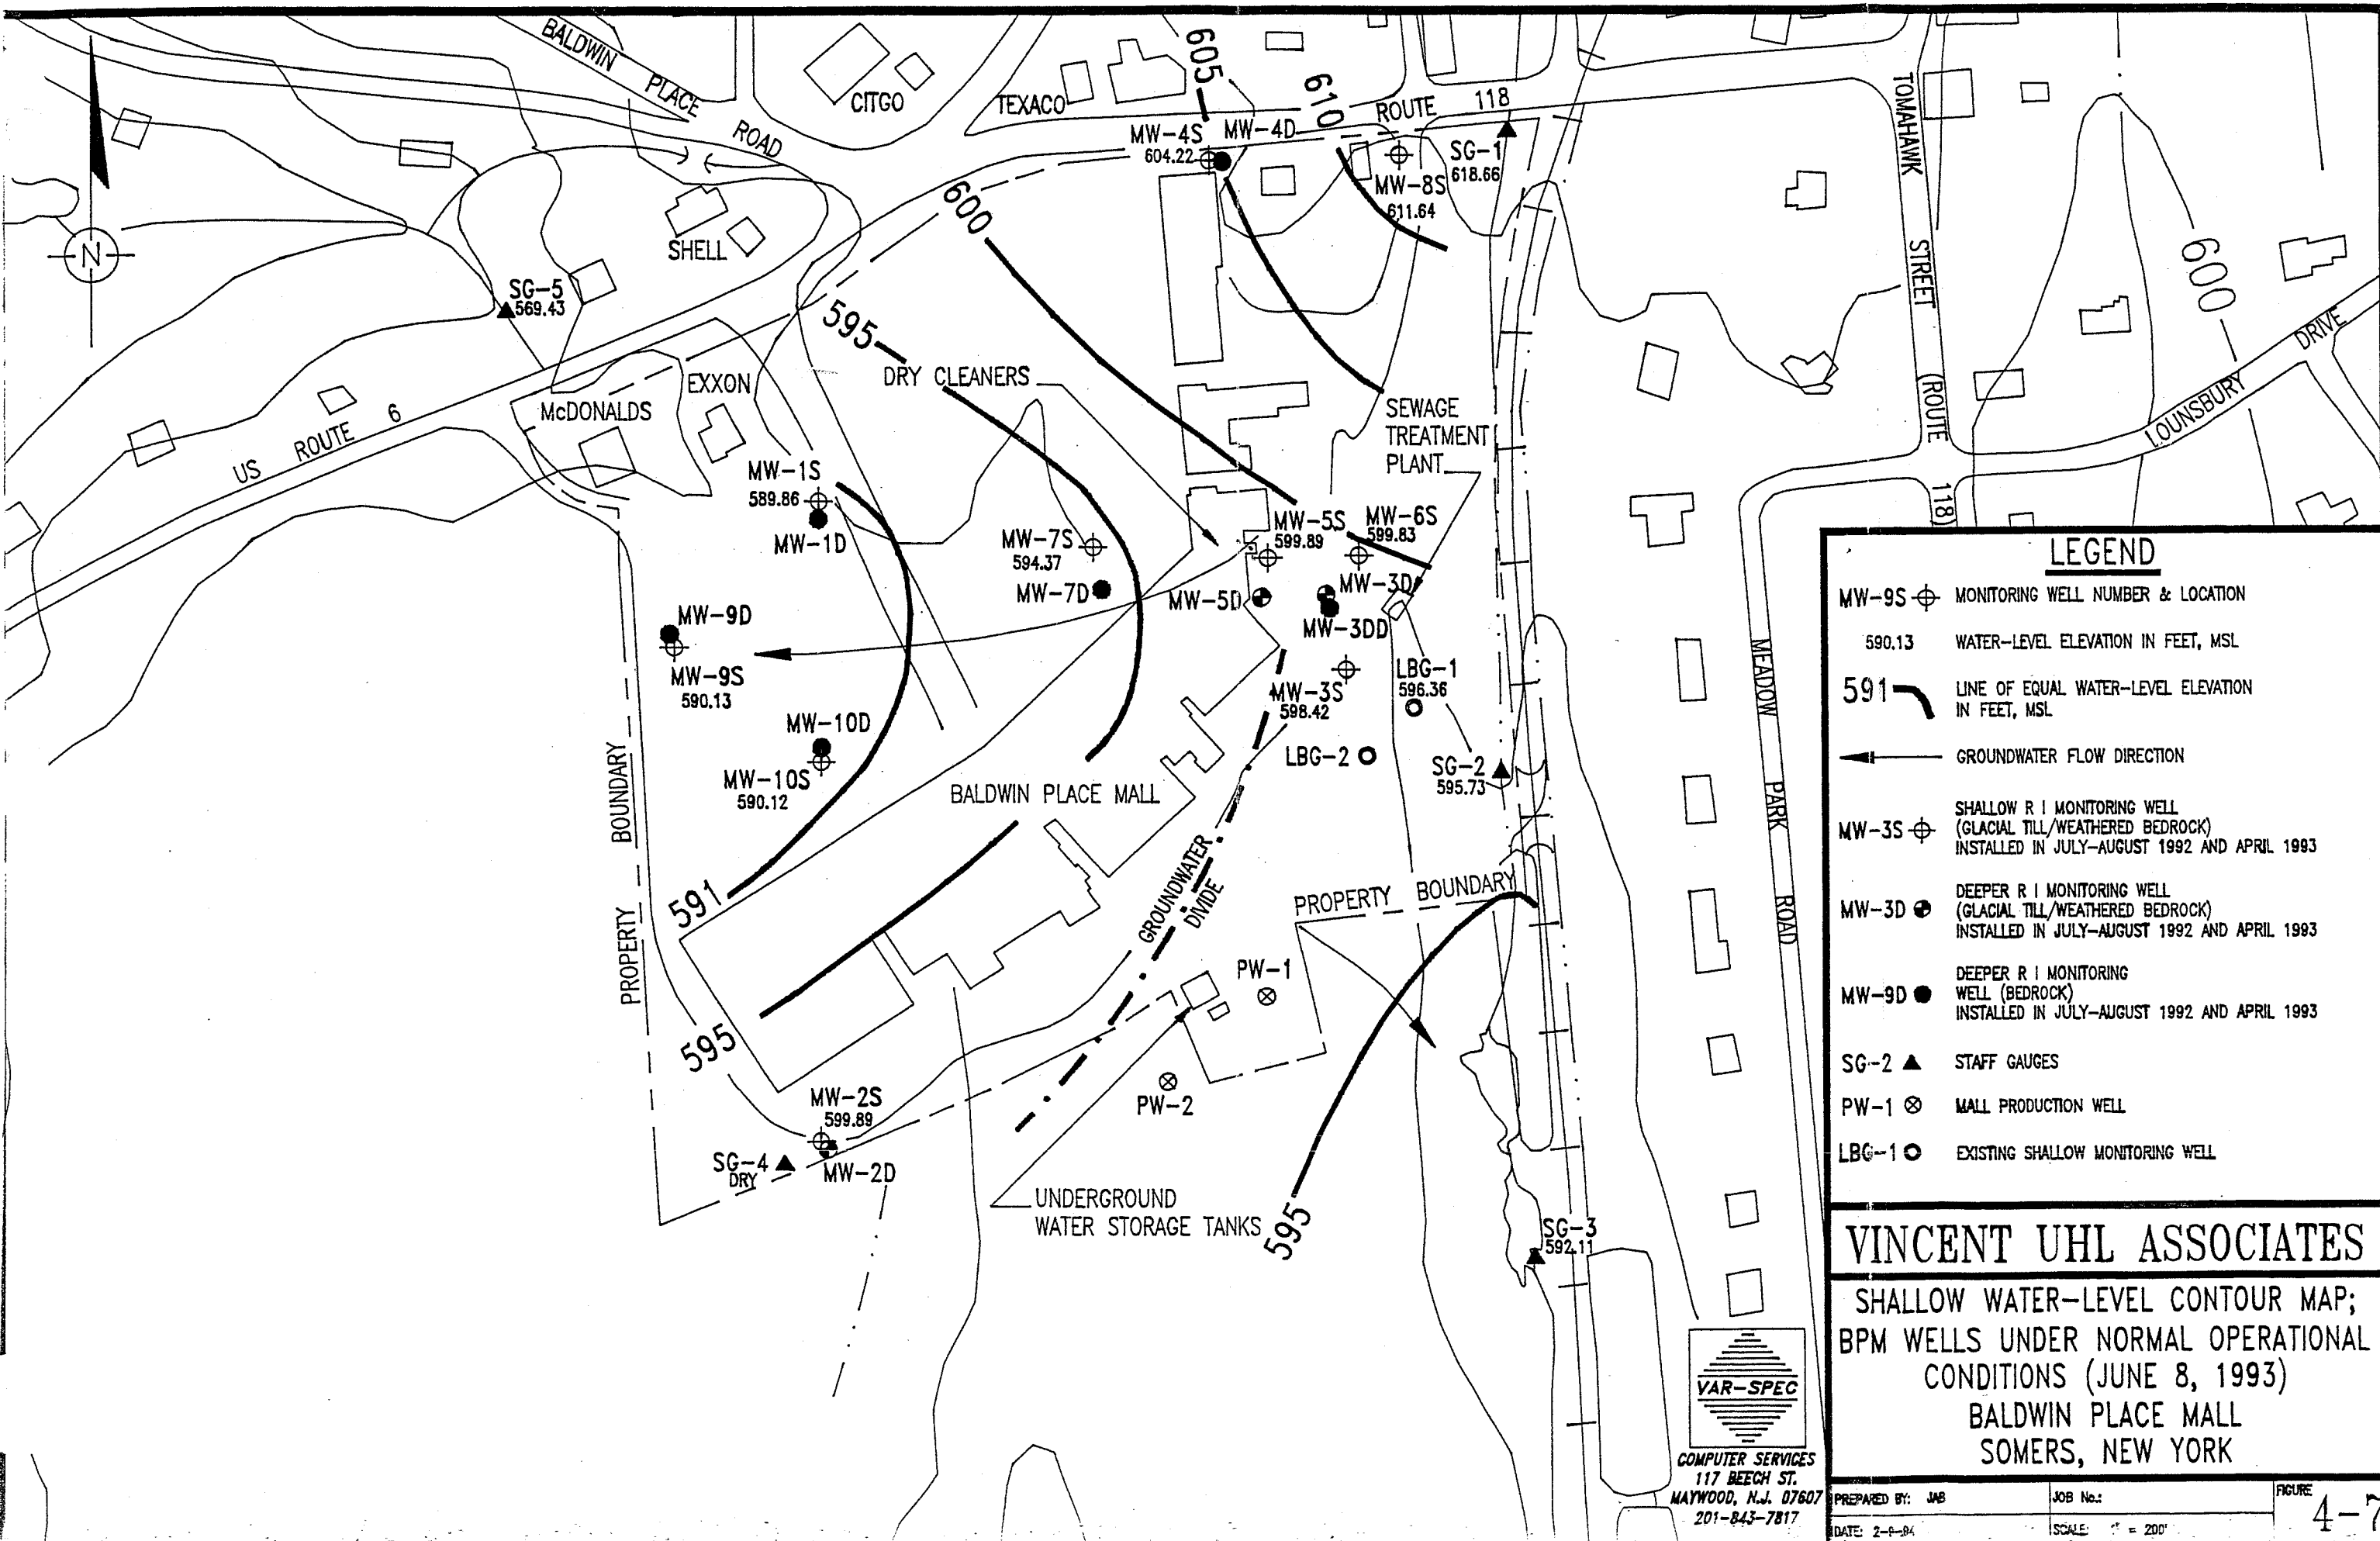 BALDWIN PLACE ROAD
CITGO
TEXACO
605
610
ROUTE 118
MW-4S
604.22
MW-4D
SG-1
618.66
MW-8S
611.64
TOMAHAWK STREET (ROUTE 118)
600
LOUNSBURY DRIVE
N
SHELL
600
SG-5
569.43
595
DRY CLEANERS
EXXON
McDONALDS
US ROUTE 6
SEWAGE
TREATMENT
PLANT
MW-1S
589.86
MW-1D
MW-7S
594.37
MW-7D
MW-5S
599.89
MW-6S
599.83
MW-5D
MW-3D
MW-3DD
MW-9D
MW-9S
590.13
MW-3S
598.42
LBG-1
596.36
LBG-2
SG-2
595.73
MW-10D
MW-10S
590.12
BALDWIN PLACE MALL
PROPERTY BOUNDARY
591
GROUNDWATER
DIVIDE
PROPERTY BOUNDARY
MEADOW PARK ROAD
595
PW-1
PW-2
MW-2S
599.89
SG-4
DRY
MW-2D
UNDERGROUND
WATER STORAGE TANKS
595
SG-3
592.11
LEGEND
MW-9S MONITORING WELL NUMBER & LOCATION
590.13 WATER-LEVEL ELEVATION IN FEET, MSL
591 LINE OF EQUAL WATER-LEVEL ELEVATION
IN FEET, MSL
GROUNDWATER FLOW DIRECTION
SHALLOW R I MONITORING WELL
MW-3S (GLACIAL TILL/WEATHERED BEDROCK)
INSTALLED IN JULY-AUGUST 1992 AND APRIL 1993
DEEPER R I MONITORING WELL
MW-3D (GLACIAL TILL/WEATHERED BEDROCK)
INSTALLED IN JULY-AUGUST 1992 AND APRIL 1993
DEEPER R I MONITORING
MW-9D WELL (BEDROCK)
INSTALLED IN JULY-AUGUST 1992 AND APRIL 1993
SG-2 STAFF GAUGES
PW-1 MALL PRODUCTION WELL
LBG-1 EXISTING SHALLOW MONITORING WELL
VINCENT UHL ASSOCIATES
SHALLOW WATER-LEVEL CONTOUR MAP;
BPM WELLS UNDER NORMAL OPERATIONAL
CONDITIONS (JUNE 8, 1993)
BALDWIN PLACE MALL
SOMERS, NEW YORK
VAR-SPEC
COMPUTER SERVICES
117 BEECH ST.
MAYWOOD, N.J. 07607
201-843-7817
PREPARED BY: JAB
JOB No.:
FIGURE
4-7
DATE: 2-9-94
SCALE: 1" = 200'